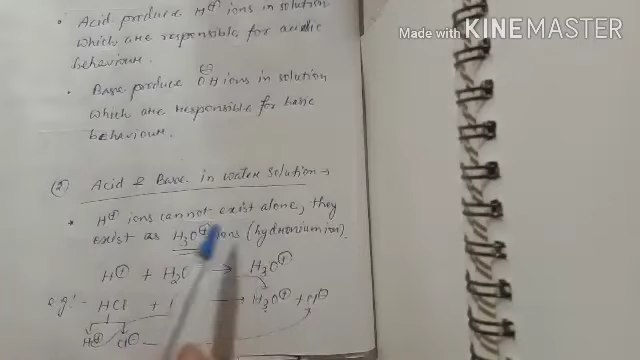 Made with KINEMASTER
• Acid produce H⊕ ions in solution
which are responsible for acidic
behaviour.
• Base produce OH⊖ ions in solution
which are responsible for basic
behaviour.
(2) Acid & Base in water solution →
* H⊕ ions cannot exist alone, they
exist as H₃O⊕ ions (hydronium ion).
H⊕ + H₂O → H₃O⊕
e.g:- HCl + → H₃O⊕ + Cl⊖
H⊕ Cl⊖